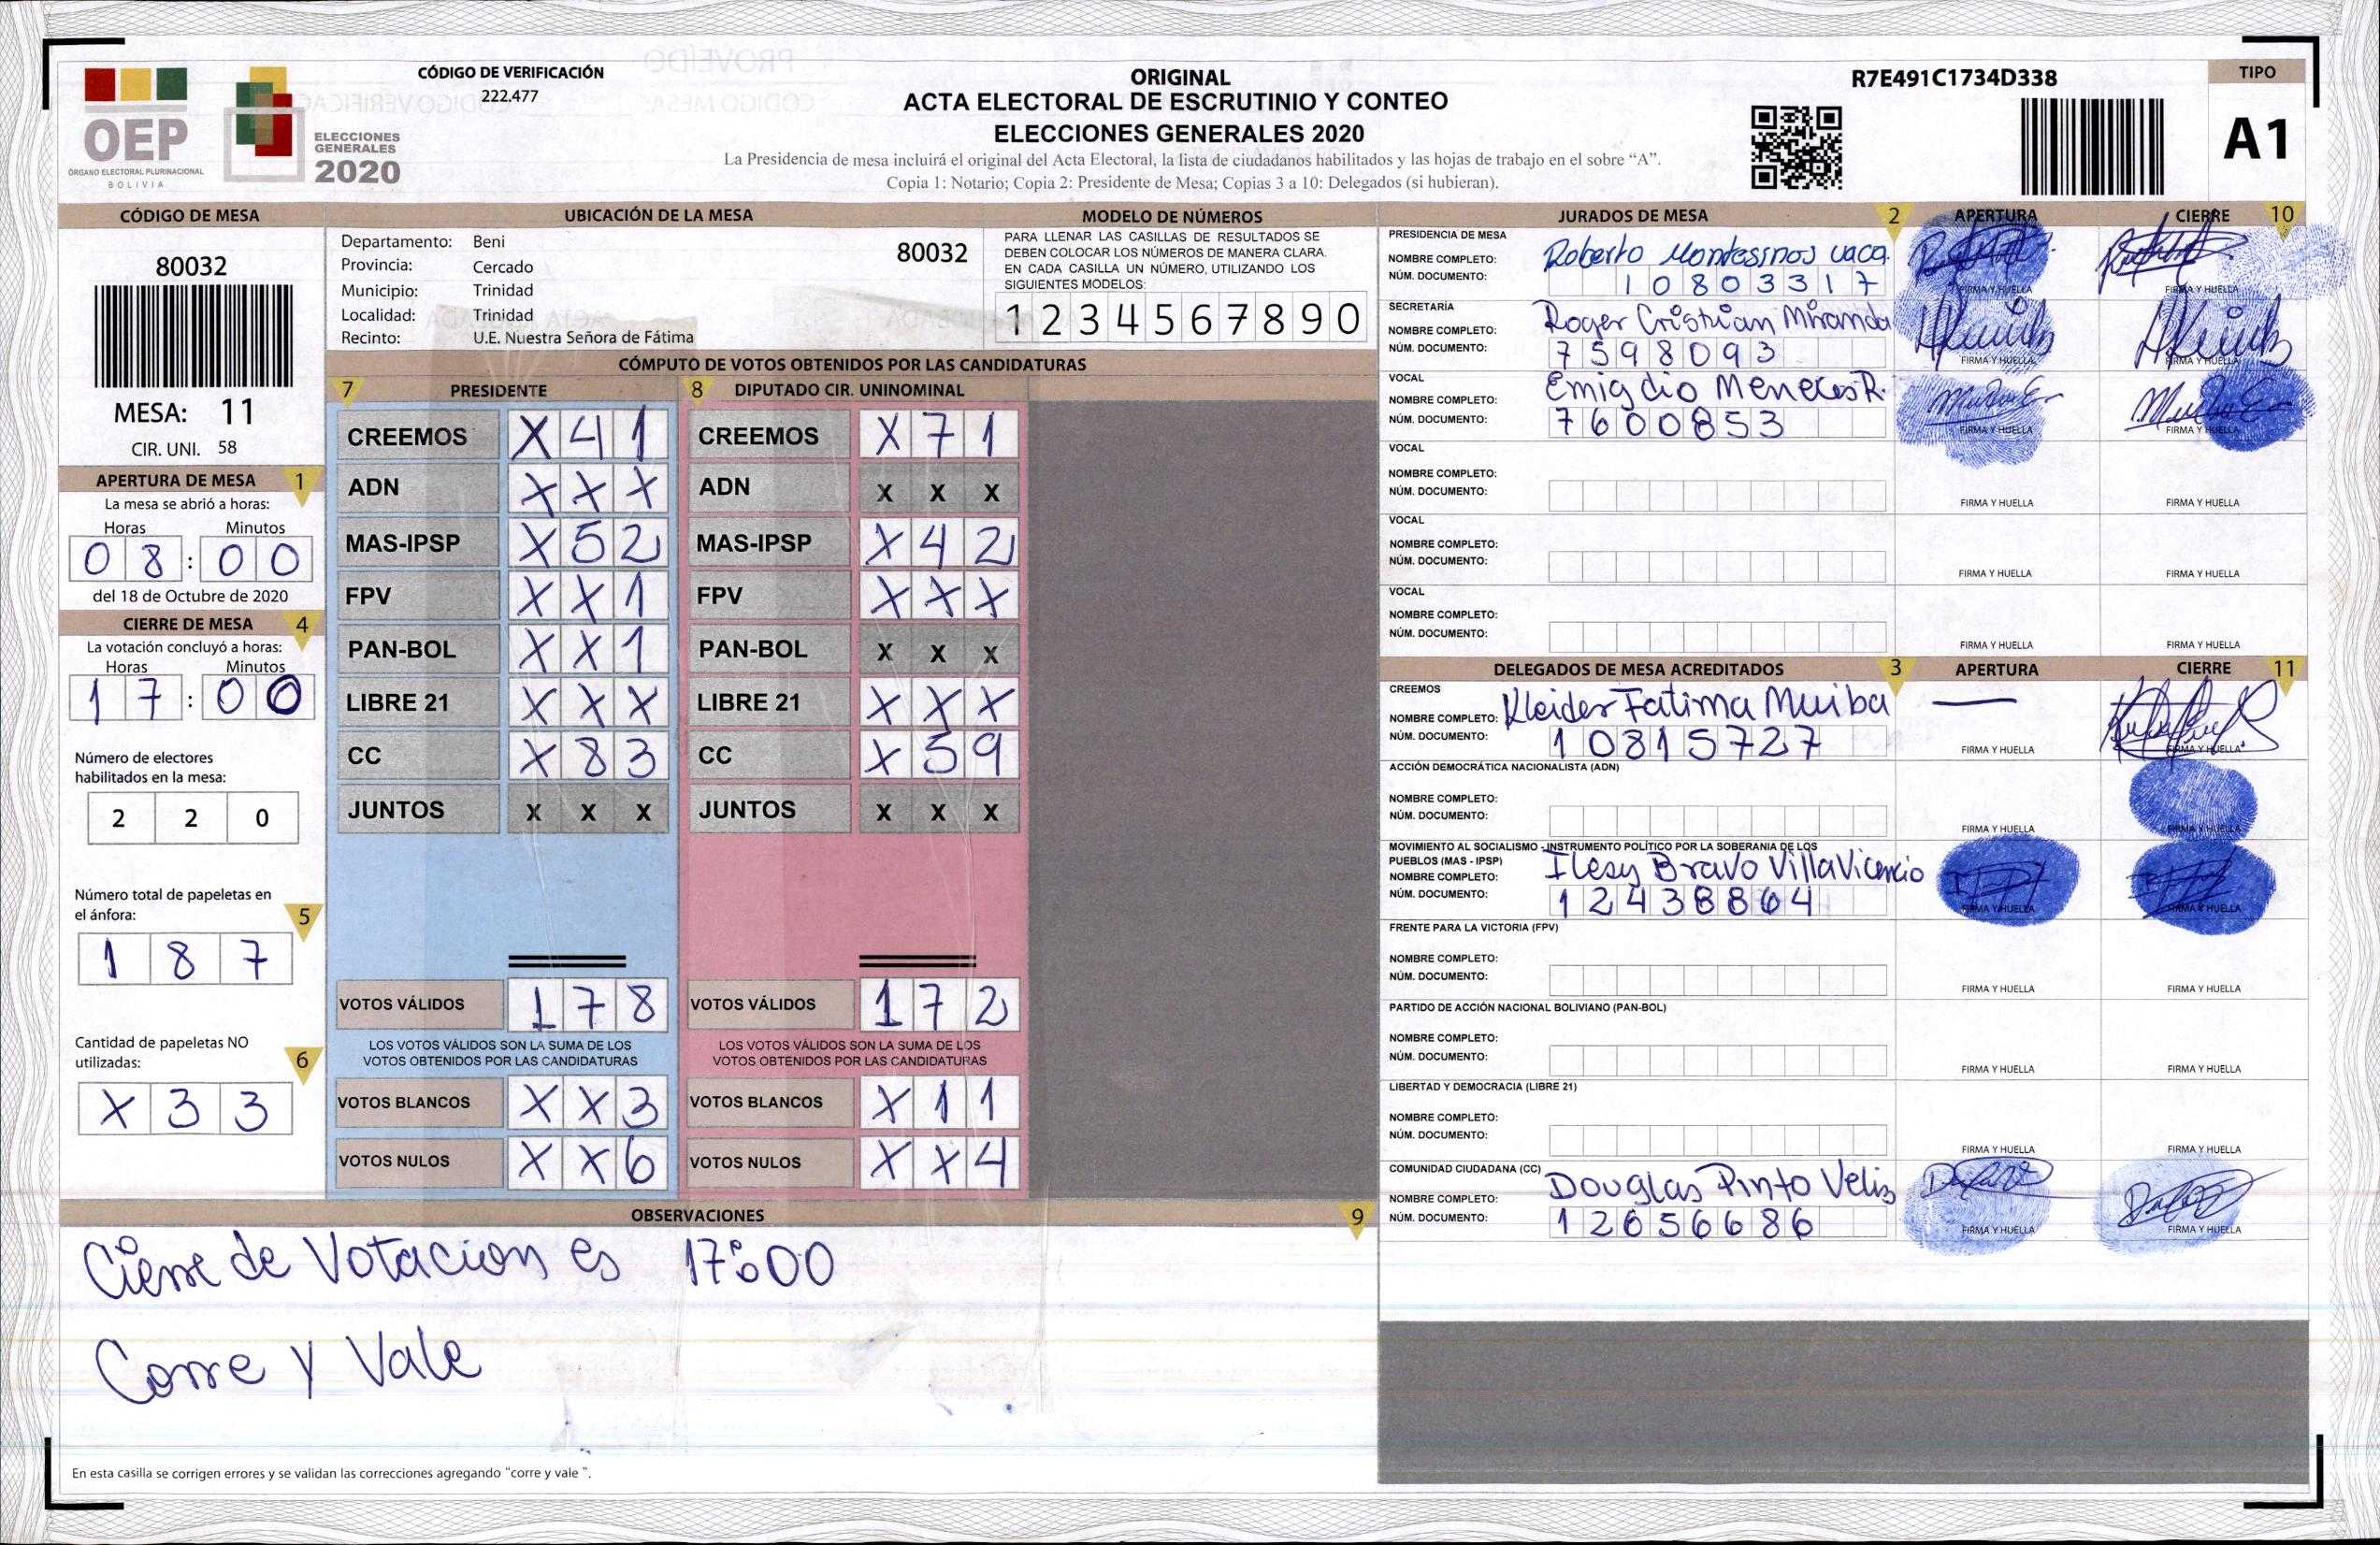 CÓDIGO DE VERIFICACIÓN
222.477
OEP
ÓRGANO ELECTORAL PLURINACIONAL
BOLIVIA
ELECCIONES
GENERALES
2020
ORIGINAL
ACTA ELECTORAL DE ESCRUTINIO Y CONTEO
ELECCIONES GENERALES 2020
La Presidencia de mesa incluirá el original del Acta Electoral, la lista de ciudadanos habilitados y las hojas de trabajo en el sobre “A”.
Copia 1: Notario; Copia 2: Presidente de Mesa; Copias 3 a 10: Delegados (si hubieran).
R7E491C1734D338
TIPO
A1
CÓDIGO DE MESA
80032
MESA: 11
CIR. UNI. 58
APERTURA DE MESA 1
La mesa se abrió a horas:
Horas Minutos
0 8 : 0 0
del 18 de Octubre de 2020
CIERRE DE MESA 4
La votación concluyó a horas:
Horas Minutos
1 7 : 0 0
Número de electores
habilitados en la mesa:
2 2 0
Número total de papeletas en
el ánfora: 5
1 8 7
Cantidad de papeletas NO
utilizadas: 6
X 3 3
UBICACIÓN DE LA MESA
Departamento: Beni 80032
Provincia: Cercado
Municipio: Trinidad
Localidad: Trinidad
Recinto: U.E. Nuestra Señora de Fátima
MODELO DE NÚMEROS
PARA LLENAR LAS CASILLAS DE RESULTADOS SE
DEBEN COLOCAR LOS NÚMEROS DE MANERA CLARA.
EN CADA CASILLA UN NÚMERO, UTILIZANDO LOS
SIGUIENTES MODELOS:
1 2 3 4 5 6 7 8 9 0
CÓMPUTO DE VOTOS OBTENIDOS POR LAS CANDIDATURAS
7 PRESIDENTE
CREEMOS X 4 1
ADN X X X
MAS-IPSP X 5 2
FPV X X 1
PAN-BOL X X 1
LIBRE 21 X X X
CC X 8 3
JUNTOS X X X
VOTOS VÁLIDOS 1 7 8
LOS VOTOS VÁLIDOS SON LA SUMA DE LOS
VOTOS OBTENIDOS POR LAS CANDIDATURAS
VOTOS BLANCOS X X 3
VOTOS NULOS X X 6
8 DIPUTADO CIR. UNINOMINAL
CREEMOS X 7 1
ADN X X X
MAS-IPSP X 4 2
FPV X X X
PAN-BOL X X X
LIBRE 21 X X X
CC X 5 9
JUNTOS X X X
VOTOS VÁLIDOS 1 7 2
LOS VOTOS VÁLIDOS SON LA SUMA DE LOS
VOTOS OBTENIDOS POR LAS CANDIDATURAS
VOTOS BLANCOS X 1 1
VOTOS NULOS X X 4
OBSERVACIONES 9
Cierre de Votacion es 17:00
Corre y Vale
En esta casilla se corrigen errores y se validan las correcciones agregando “corre y vale ”.
JURADOS DE MESA 2 APERTURA CIERRE 10
PRESIDENCIA DE MESA
NOMBRE COMPLETO: Roberto Montesinos vaca.
NÚM. DOCUMENTO: 10803317
FIRMA Y HUELLA FIRMA Y HUELLA
SECRETARÍA
NOMBRE COMPLETO: Roger Cristhian Miranda
NÚM. DOCUMENTO: 7598093
FIRMA Y HUELLA FIRMA Y HUELLA
VOCAL
NOMBRE COMPLETO: Emigdio Meneces R.
NÚM. DOCUMENTO: 7600853
FIRMA Y HUELLA FIRMA Y HUELLA
VOCAL
NOMBRE COMPLETO:
NÚM. DOCUMENTO:
FIRMA Y HUELLA FIRMA Y HUELLA
VOCAL
NOMBRE COMPLETO:
NÚM. DOCUMENTO:
FIRMA Y HUELLA FIRMA Y HUELLA
VOCAL
NOMBRE COMPLETO:
NÚM. DOCUMENTO:
FIRMA Y HUELLA FIRMA Y HUELLA
DELEGADOS DE MESA ACREDITADOS 3 APERTURA CIERRE 11
CREEMOS
NOMBRE COMPLETO: Kleider Fatima Muiba
NÚM. DOCUMENTO: 10815727
FIRMA Y HUELLA FIRMA Y HUELLA
ACCIÓN DEMOCRÁTICA NACIONALISTA (ADN)
NOMBRE COMPLETO:
NÚM. DOCUMENTO:
FIRMA Y HUELLA FIRMA Y HUELLA
MOVIMIENTO AL SOCIALISMO - INSTRUMENTO POLÍTICO POR LA SOBERANIA DE LOS
PUEBLOS (MAS - IPSP)
NOMBRE COMPLETO: Ilesy Bravo Villavicencio
NÚM. DOCUMENTO: 12438864
FIRMA Y HUELLA FIRMA Y HUELLA
FRENTE PARA LA VICTORIA (FPV)
NOMBRE COMPLETO:
NÚM. DOCUMENTO:
FIRMA Y HUELLA FIRMA Y HUELLA
PARTIDO DE ACCIÓN NACIONAL BOLIVIANO (PAN-BOL)
NOMBRE COMPLETO:
NÚM. DOCUMENTO:
FIRMA Y HUELLA FIRMA Y HUELLA
LIBERTAD Y DEMOCRACIA (LIBRE 21)
NOMBRE COMPLETO:
NÚM. DOCUMENTO:
FIRMA Y HUELLA FIRMA Y HUELLA
COMUNIDAD CIUDADANA (CC)
NOMBRE COMPLETO: Douglas Pinto Veliz
NÚM. DOCUMENTO: 12656686
FIRMA Y HUELLA FIRMA Y HUELLA